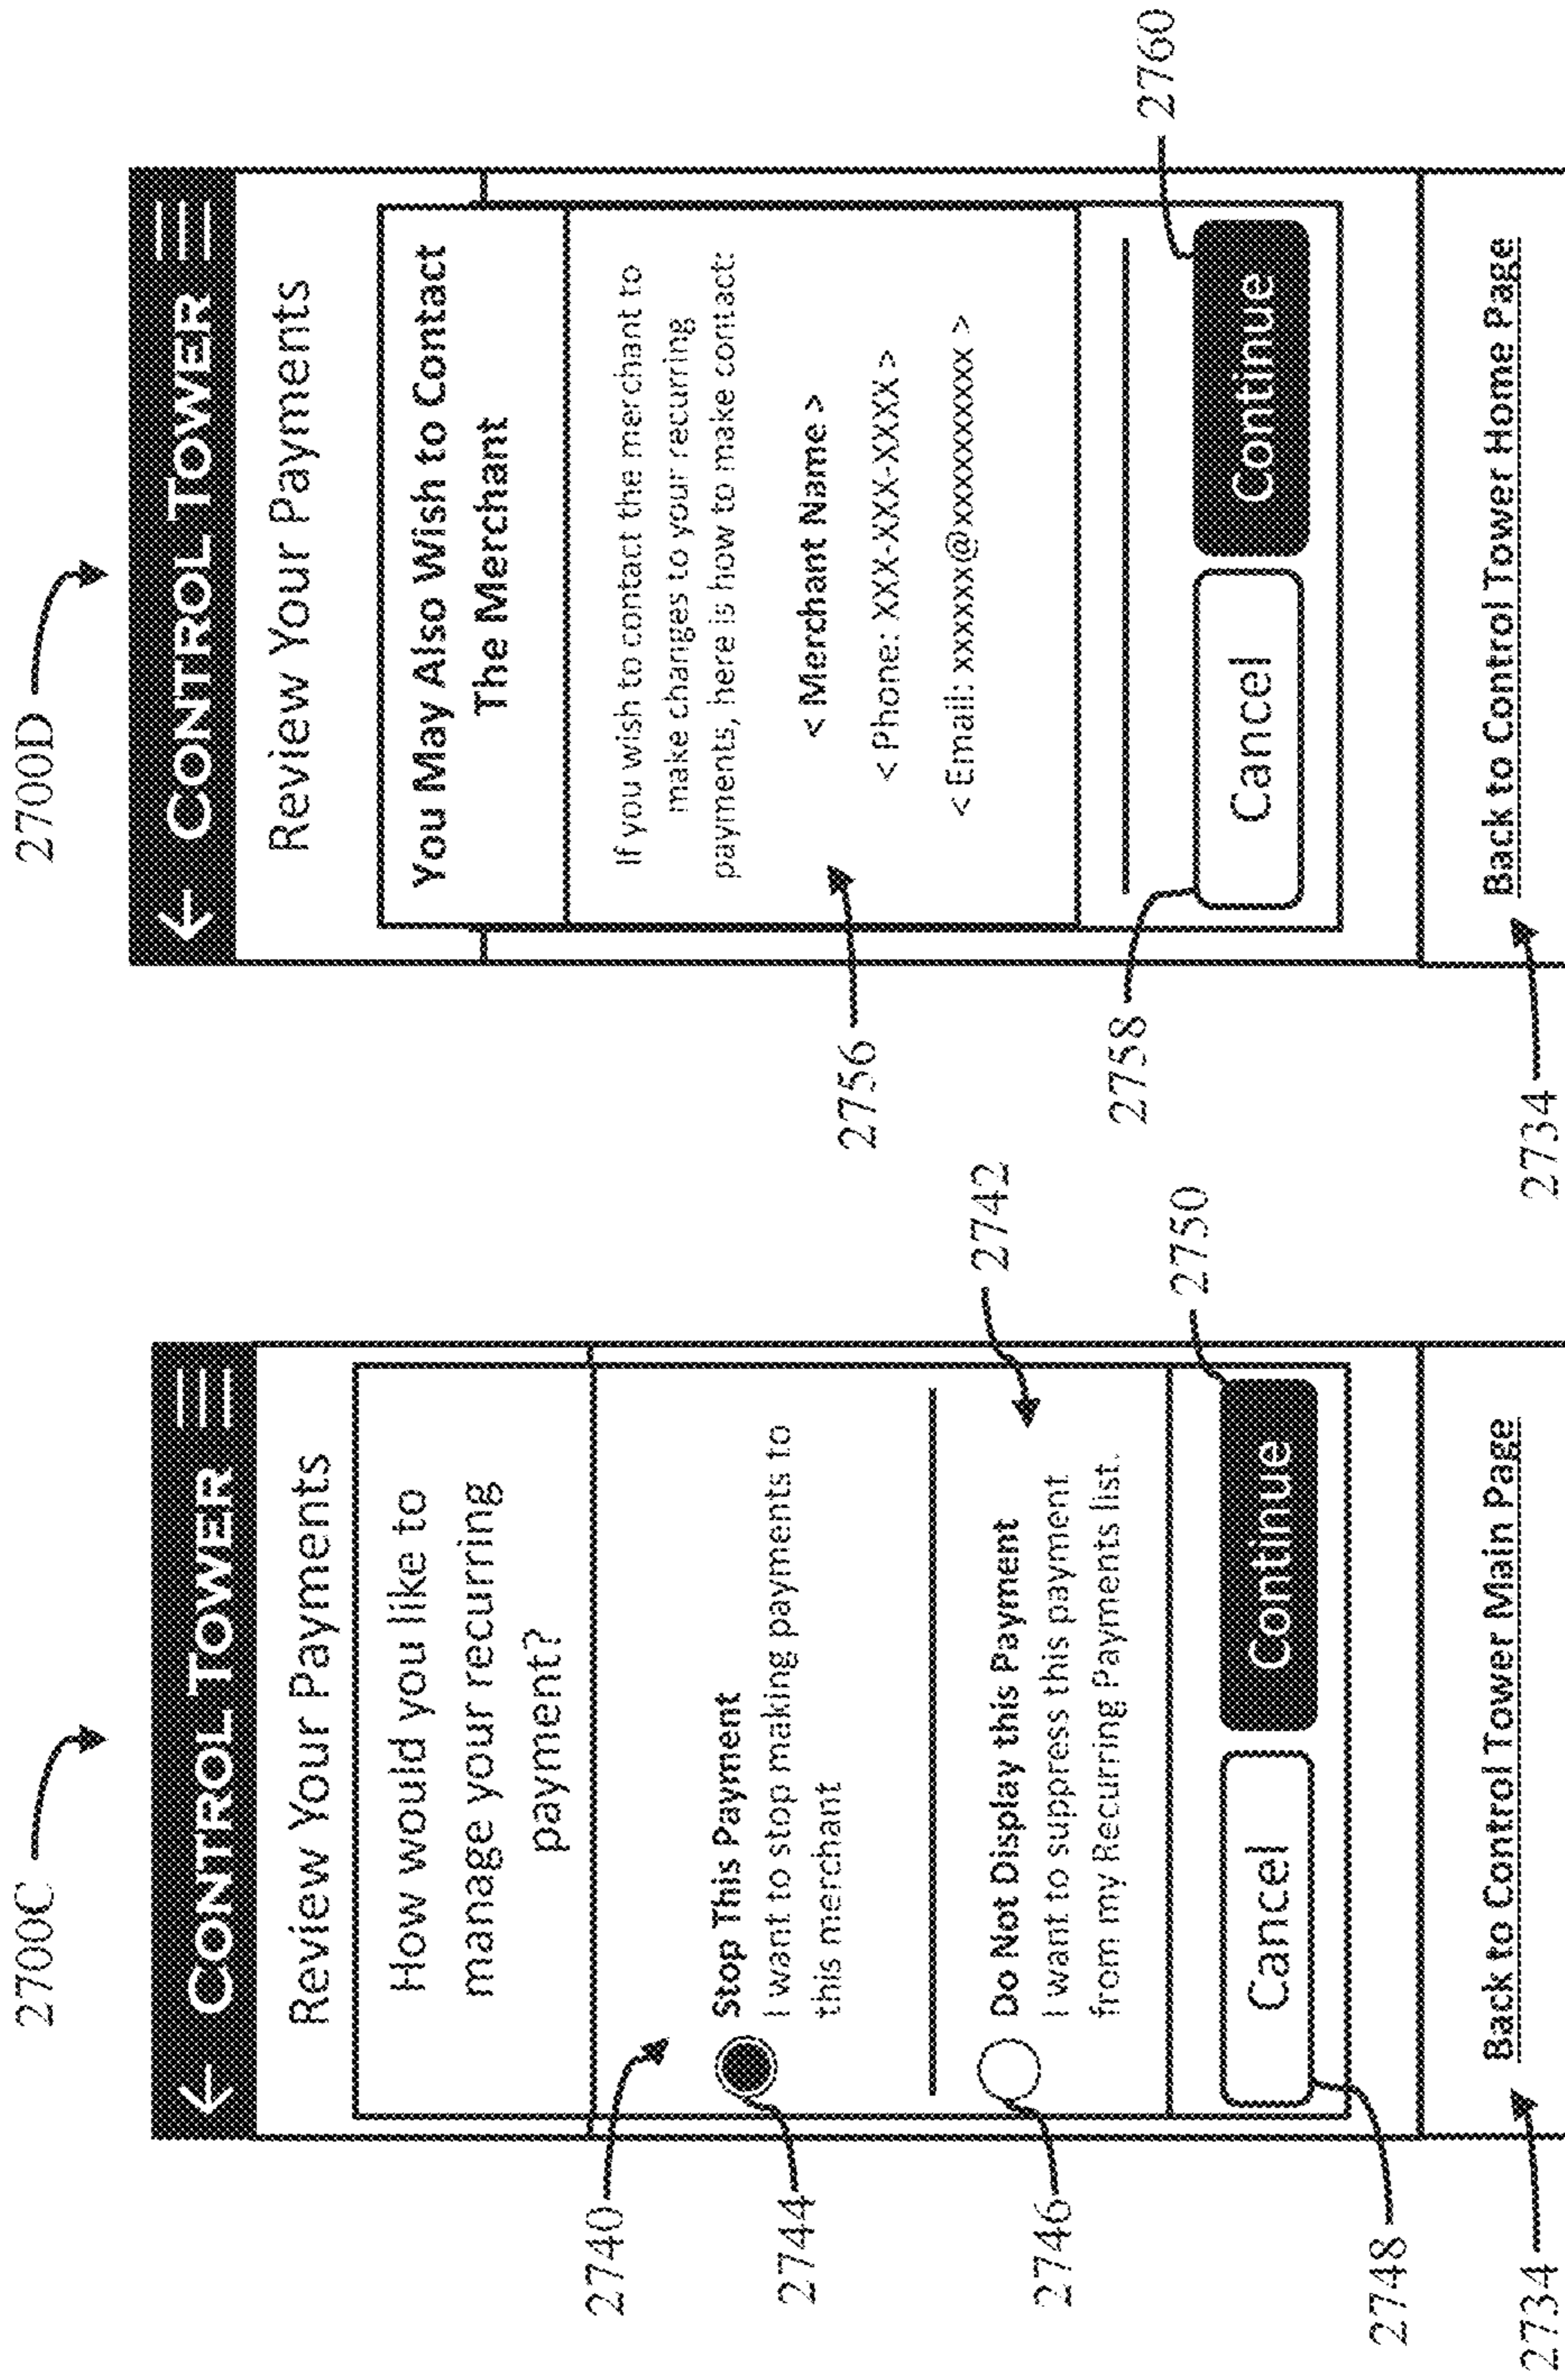 2700C
← CONTROL TOWER
Review Your Payments
How would you like to
manage your recurring
payment?
2740
Stop This Payment
I want to stop making payments to
this merchant
2744
2742
Do Not Display this Payment
I want to suppress this payment
from my Recurring Payments list.
2746
2750
Cancel
Continue
2748
Back to Control Tower Main Page
2734
2700D
← CONTROL TOWER
Review Your Payments
You May Also Wish to Contact
The Merchant
If you wish to contact the merchant to
make changes to your recurring
payments, here is how to make contact:
< Merchant Name >
2756
< Phone: XXX-XXX-XXXX >
< Email: xxxxxx@xxxxxxxxx >
2758
2760
Cancel
Continue
Back to Control Tower Home Page
2734